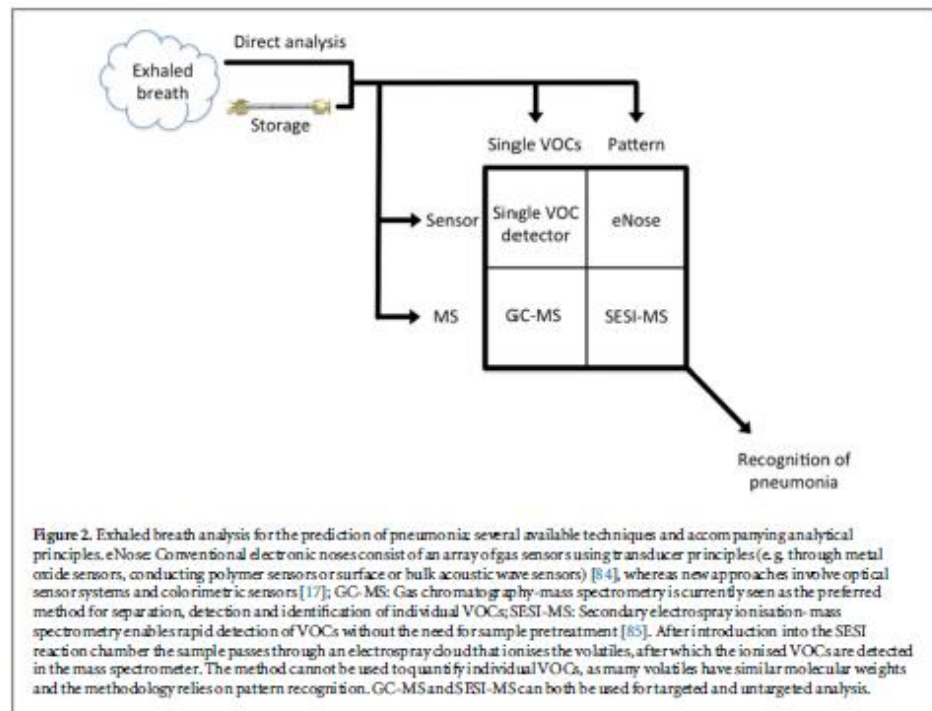 Direct analysis
Exhaled
breath
Storage
Single VOCs
Pattern
Sensor
Single VOC
detector
eNose
MS
GC-MS
SESI-MS
Recognition of
pneumonia
Figure 2. Exhaled breath analysis for the prediction of pneumonia: several available techniques and accompanying analytical
principles. eNose: Conventional electronic noses consist of an array of gas sensors using transducer principles (e.g. through metal
oxide sensors, conducting polymer sensors or surface or bulk acoustic wave sensors) [84], whereas new approaches involve optical
sensor systems and colorimetric sensors [17]; GC-MS: Gas chromatography-mass spectrometry is currently seen as the preferred
method for separation, detection and identification of individual VOCs; SESI-MS: Secondary electrospray ionisation-mass
spectrometry enables rapid detection of VOCs without the need for sample pretreatment [85]. After introduction into the SESI
reaction chamber the sample passes through an electrospray cloud that ionises the volatiles, after which the ionised VOCs are detected
in the mass spectrometer. The method cannot be used to quantify individual VOCs, as many volatiles have similar molecular weights
and the methodology relies on pattern recognition. GC-MS and SESI-MS can both be used for targeted and untargeted analysis.